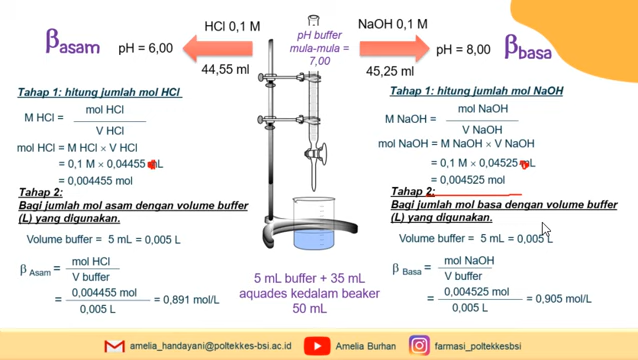 βasam
pH = 6,00
HCl 0,1 M
44,55 ml
pH buffer
mula-mula =
7,00
NaOH 0,1 M
45,25 ml
pH = 8,00
βbasa
Tahap 1: hitung jumlah mol HCl
M HCl = mol HCl
V HCl
mol HCl = M HCl × V HCl
= 0,1 M × 0,04455 mL
= 0,004455 mol
Tahap 2:
Bagi jumlah mol asam dengan volume buffer
(L) yang digunakan.
Volume buffer = 5 mL = 0,005 L
β Asam = mol HCl
V buffer
= 0,004455 mol = 0,891 mol/L
0,005 L
5 mL buffer + 35 mL
aquades kedalam beaker
50 mL
Tahap 1: hitung jumlah mol NaOH
M NaOH = mol NaOH
V NaOH
mol NaOH = M NaOH × V NaOH
= 0,1 M × 0,04525 mL
= 0,004525 mol
Tahap 2:
Bagi jumlah mol basa dengan volume buffer
(L) yang digunakan.
Volume buffer = 5 mL = 0,005 L
β Basa = mol NaOH
V buffer
= 0,004525 mol = 0,905 mol/L
0,005 L
amelia_handayani@poltekkes-bsi.ac.id
Amelia Burhan
farmasi_poltekkesbsi